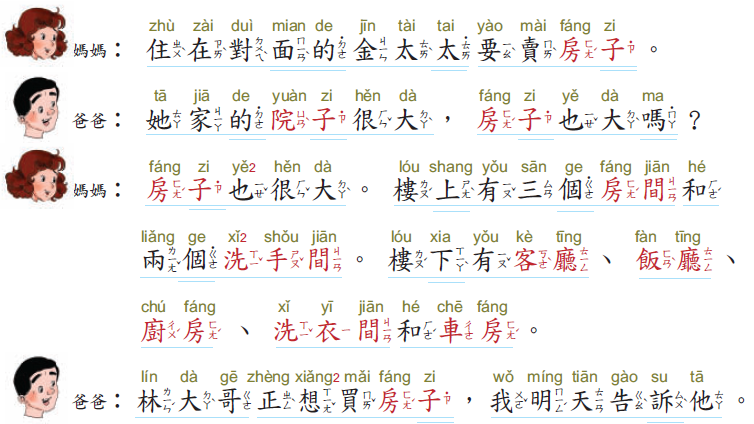 zhù zài duì mian de jīn tài tai yào mài fáng zi
媽媽：住在對面的金太太要賣房子。
tā jiā de yuàn zi hěn dà fáng zi yě dà ma
爸爸：她家的院子很大，房子也大嗎？
fáng zi yě2 hěn dà lóu shang yǒu sān ge fáng jiān hé
媽媽：房子也很大。樓上有三個房間和
liǎng ge xǐ2 shǒu jiān lóu xia yǒu kè tīng fàn tīng
兩個洗手間。樓下有客廳、飯廳、
chú fáng xǐ yī jiān hé chē fáng
廚房、洗衣間和車房。
lín dà gē zhèng xiǎng2 mǎi fáng zi wǒ míng tiān gào su tā
爸爸：林大哥正想買房子，我明天告訴他。